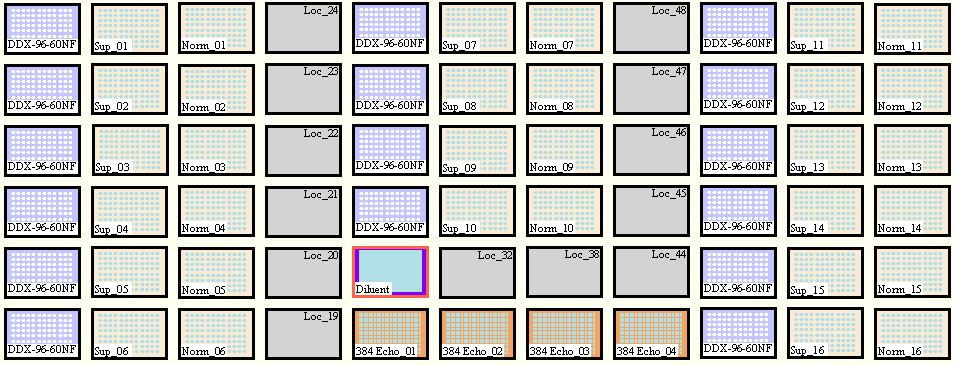 DDX-96-60NF Sup_01 Norm_01 Loc_24 DDX-96-60NF Sup_07 Norm_07 Loc_48 DDX-96-60NF Sup_11 Norm_11
DDX-96-60NF Sup_02 Norm_02 Loc_23 DDX-96-60NF Sup_08 Norm_08 Loc_47 DDX-96-60NF Sup_12 Norm_12
DDX-96-60NF Sup_03 Norm_03 Loc_22 DDX-96-60NF Sup_09 Norm_09 Loc_46 DDX-96-60NF Sup_13 Norm_13
DDX-96-60NF Sup_04 Norm_04 Loc_21 DDX-96-60NF Sup_10 Norm_10 Loc_45 DDX-96-60NF Sup_14 Norm_14
DDX-96-60NF Sup_05 Norm_05 Loc_20 Diluent Loc_32 Loc_38 Loc_44 DDX-96-60NF Sup_15 Norm_15
DDX-96-60NF Sup_06 Norm_06 Loc_19 384 Echo_01 384 Echo_02 384 Echo_03 384 Echo_04 DDX-96-60NF Sup_16 Norm_16